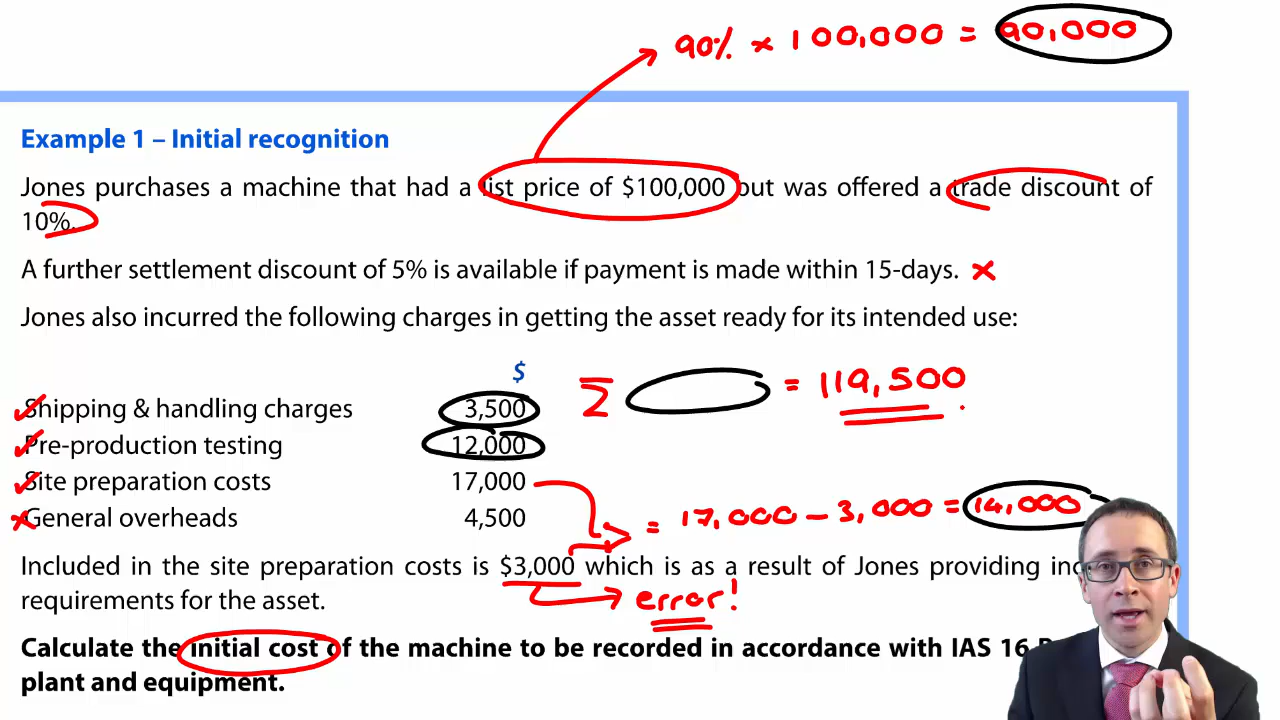 90% × 100,000 = 90,000
Example 1 – Initial recognition
Jones purchases a machine that had a list price of $100,000 but was offered a trade discount of
10%.
A further settlement discount of 5% is available if payment is made within 15-days. ×
Jones also incurred the following charges in getting the asset ready for its intended use:
$
Σ = 119,500
Shipping & handling charges 3,500
Pre-production testing 12,000
Site preparation costs 17,000
General overheads 4,500
= 17,000 – 3,000 = 14,000
Included in the site preparation costs is $3,000 which is as a result of Jones providing
requirements for the asset.
error!
Calculate the initial cost of the machine to be recorded in accordance with IAS 16
plant and equipment.